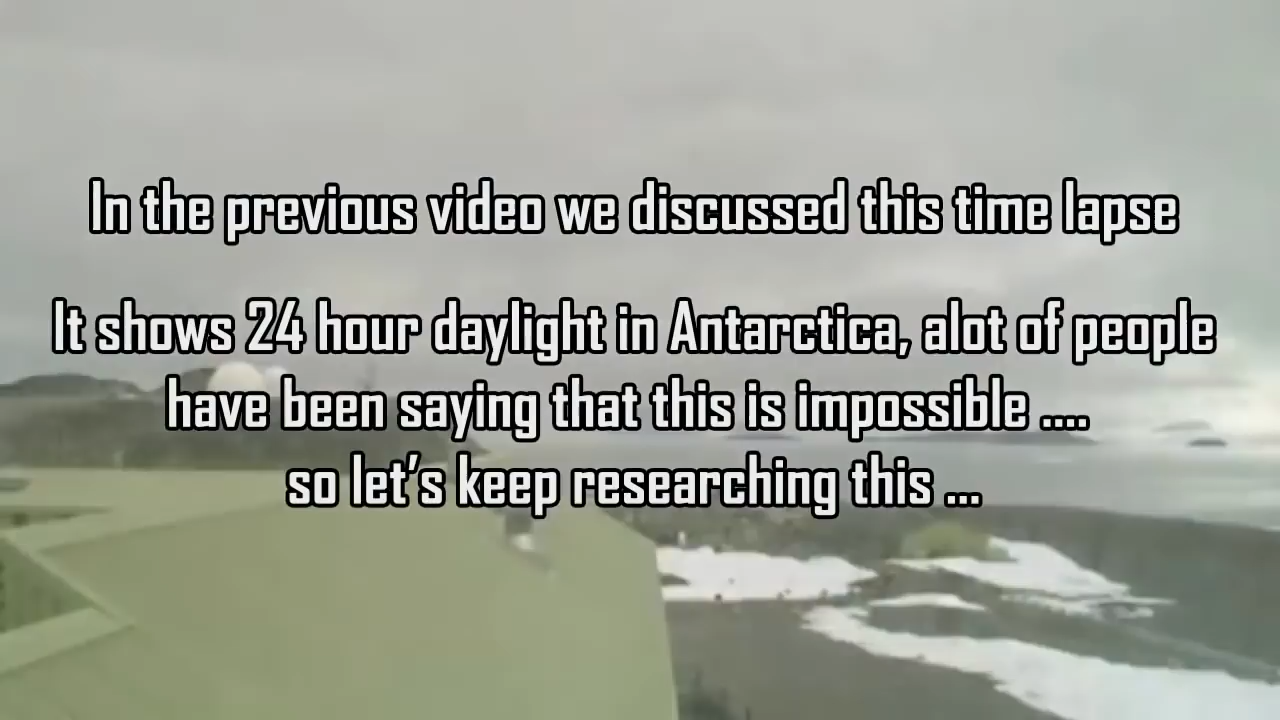 In the previous video we discussed this time lapse
It shows 24 hour daylight in Antarctica, alot of people
have been saying that this is impossible ....
so let's keep researching this ...